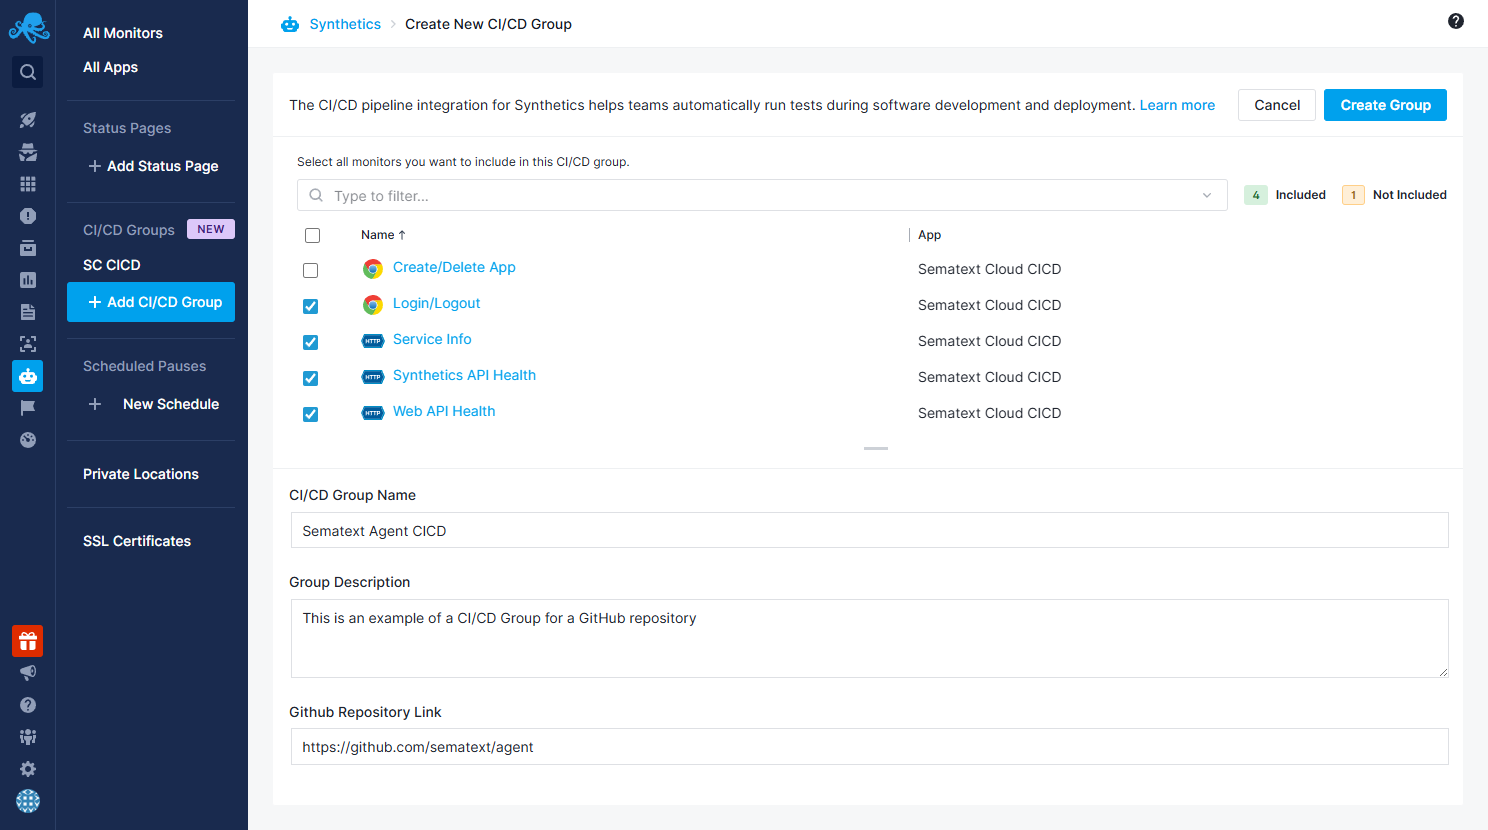 All Monitors
All Apps
Status Pages
Add Status Page
CI/CD Groups NEW
SC CICD
Add CI/CD Group
Scheduled Pauses
New Schedule
Private Locations
SSL Certificates
Synthetics > Create New CI/CD Group
The CI/CD pipeline integration for Synthetics helps teams automatically run tests during software development and deployment. Learn more Cancel Create Group
Select all monitors you want to include in this CI/CD group.
Type to filter... 4 Included 1 Not Included
Name ↑ App
Create/Delete App Sematext Cloud CICD
Login/Logout Sematext Cloud CICD
HTTP Service Info Sematext Cloud CICD
HTTP Synthetics API Health Sematext Cloud CICD
HTTP Web API Health Sematext Cloud CICD
CI/CD Group Name
Sematext Agent CICD
Group Description
This is an example of a CI/CD Group for a GitHub repository
Github Repository Link
https://github.com/sematext/agent